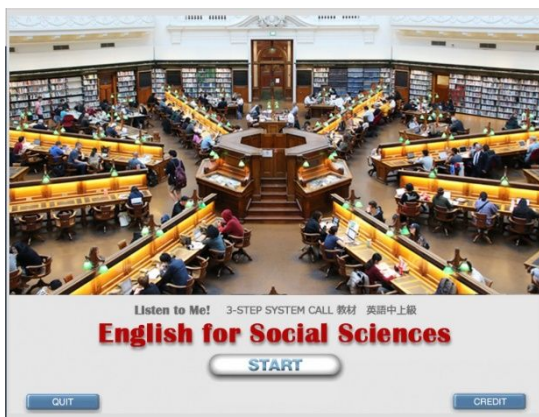 Listen to Me! 3-STEP SYSTEM CALL 教材 英語中上級
English for Social Sciences
START
QUIT
CREDIT